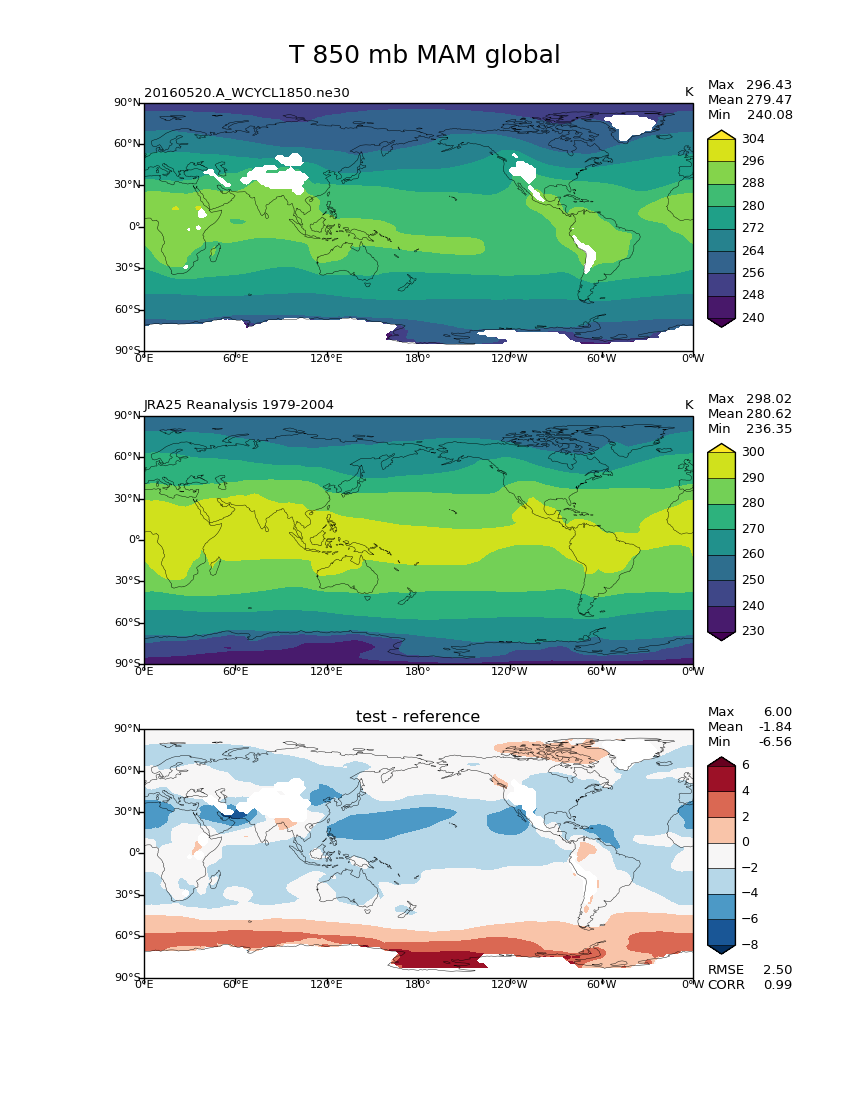 T 850 mb MAM global
20160520.A_WCYCL1850.ne30 K
Max 296.43
Mean 279.47
Min 240.08
90°N
60°N
30°N
0°
30°S
60°S
90°S
0°E 60°E 120°E 180° 120°W 60°W 0°W
304
296
288
280
272
264
256
248
240
JRA25 Reanalysis 1979-2004 K
Max 298.02
Mean 280.62
Min 236.35
90°N
60°N
30°N
0°
30°S
60°S
90°S
0°E 60°E 120°E 180° 120°W 60°W 0°W
300
290
280
270
260
250
240
230
test - reference
Max 6.00
Mean -1.84
Min -6.56
90°N
60°N
30°N
0°
30°S
60°S
90°S
0°E 60°E 120°E 180° 120°W 60°W 0°W
6
4
2
0
−2
−4
−6
−8
RMSE 2.50
CORR 0.99